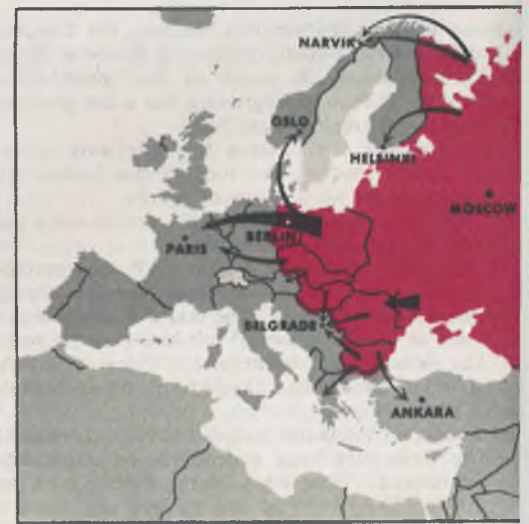 NARVIK
OSLO
HELSINKI
MOSCOW
BERLIN
PARIS
BELGRADE
ANKARA